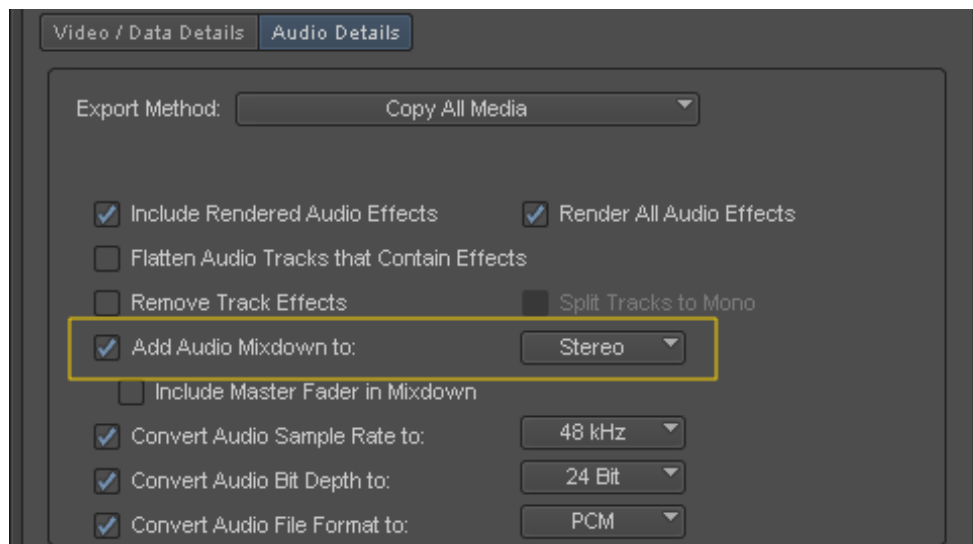 Video / Data Details Audio Details
Export Method: Copy All Media
Include Rendered Audio Effects Render All Audio Effects
Flatten Audio Tracks that Contain Effects
Remove Track Effects Split Tracks to Mono
Add Audio Mixdown to: Stereo
Include Master Fader in Mixdown
Convert Audio Sample Rate to: 48 kHz
Convert Audio Bit Depth to: 24 Bit
Convert Audio File Format to: PCM